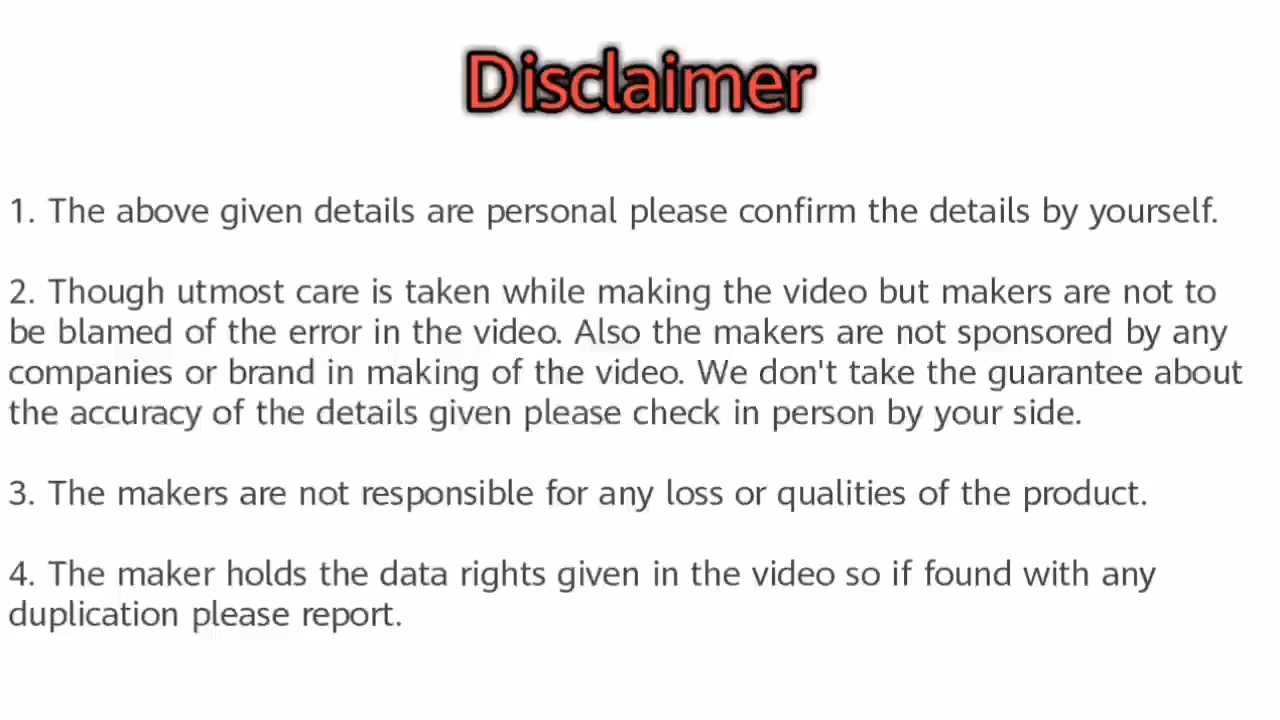 Disclaimer
1. The above given details are personal please confirm the details by yourself.
2. Though utmost care is taken while making the video but makers are not to
be blamed of the error in the video. Also the makers are not sponsored by any
companies or brand in making of the video. We don't take the guarantee about
the accuracy of the details given please check in person by your side.
3. The makers are not responsible for any loss or qualities of the product.
4. The maker holds the data rights given in the video so if found with any
duplication please report.